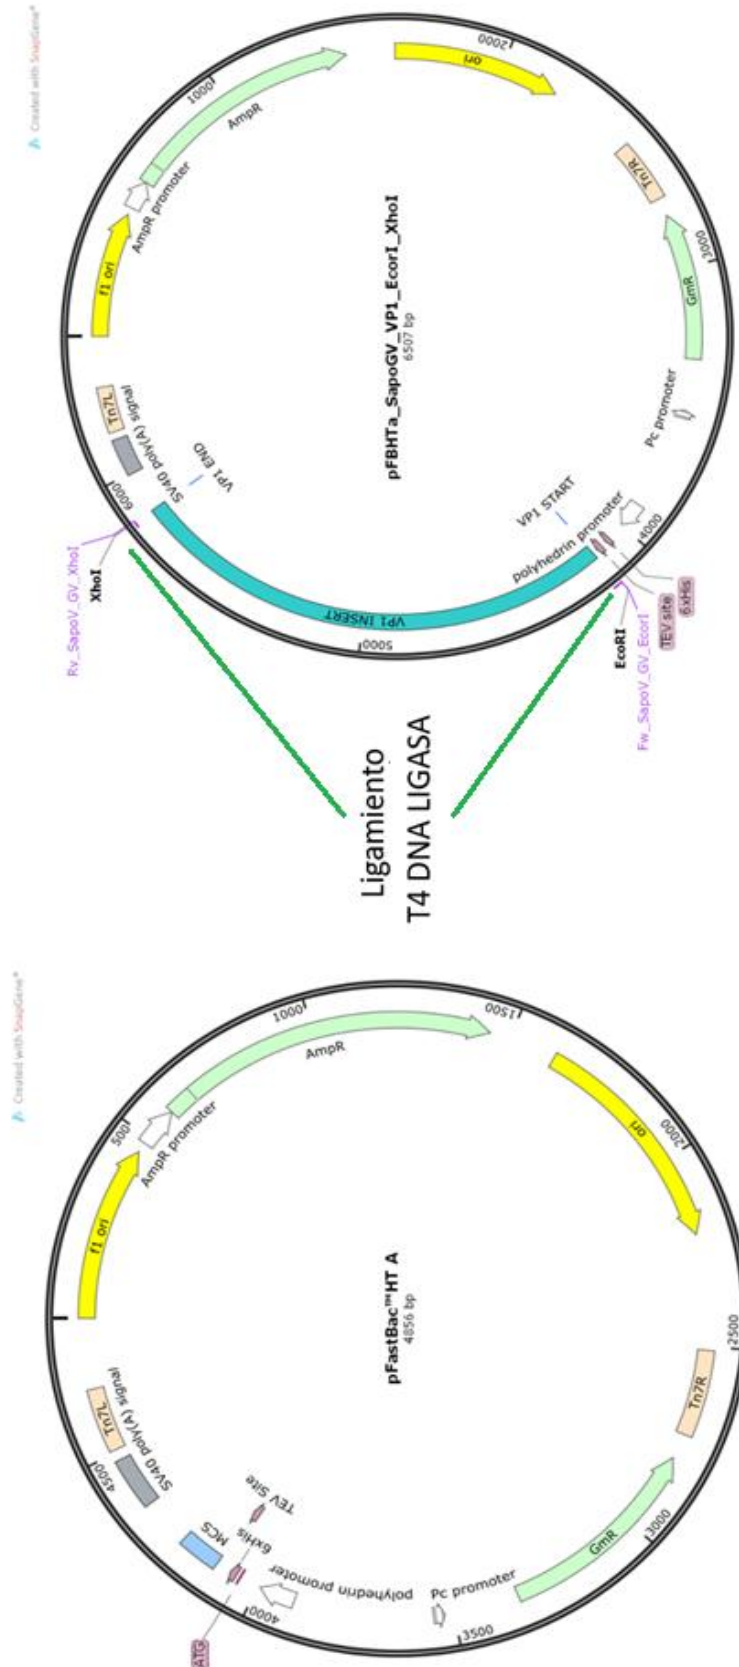 Created with SnapGene®
1000
2000
3000
4000
5000
6000
f1 ori
AmpR promoter
AmpR
ori
Tn7R
GmR
Pc promoter
polyhedrin promoter
6xHis
TEV site
Fw_SapoV_GV_EcorI
EcoRI
VP1 START
VP1 INSERT
VP1 END
XhoI
Rv_SapoV_GV_XhoI
SV40 poly(A) signal
Tn7L
pFBHTa_SapoGV_VP1_EcorI_XhoI
6507 bp
Ligamiento
T4 DNA LIGASA
Created with SnapGene®
500
1000
1500
2000
2500
3000
3500
4000
4500
f1 ori
AmpR promoter
AmpR
ori
Tn7R
GmR
Pc promoter
polyhedrin promoter
ATG
6xHis
TEV Site
MCS
SV40 poly(A) signal
Tn7L
pFastBac™HT A
4856 bp